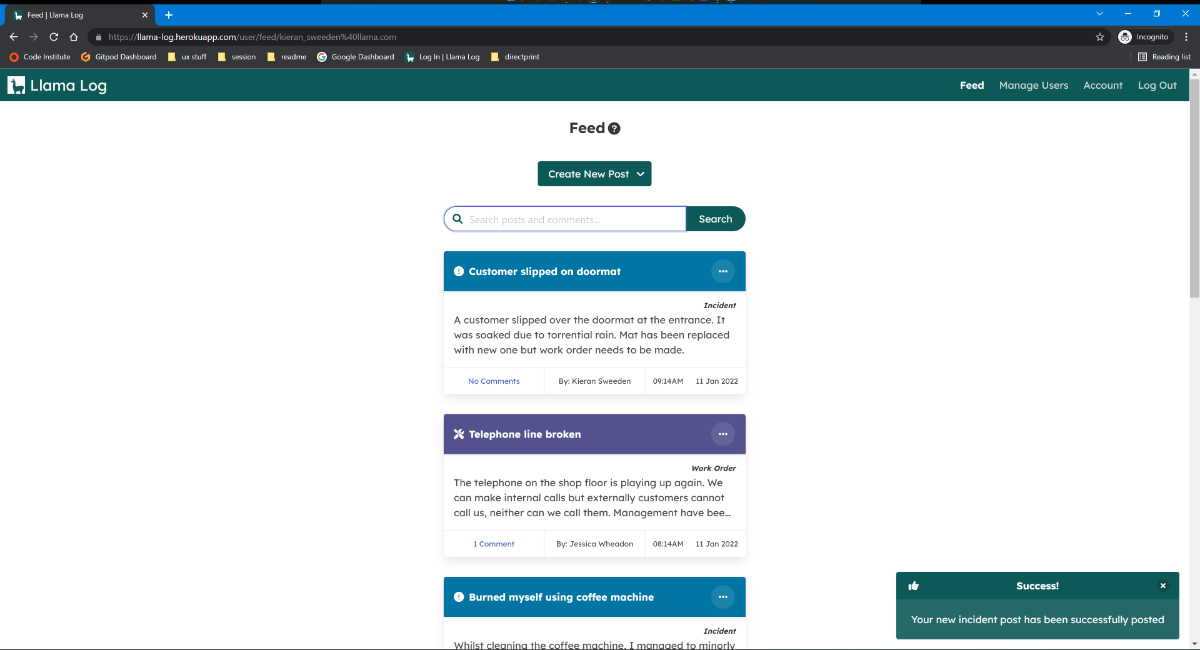 Feed | Llama Log
https://llama-log.herokuapp.com/user/feed/kieran_sweeden%40llama.com
Incognito
Code Institute
Gitpod Dashboard
ux stuff
session
readme
Google Dashboard
Log In | Llama Log
directprint
Reading list
Llama Log
Feed
Manage Users
Account
Log Out
Feed
Create New Post
Search posts and comments...
Search
Customer slipped on doormat
Incident
A customer slipped over the doormat at the entrance. It
was soaked due to torrential rain. Mat has been replaced
with new one but work order needs to be made.
No Comments
By: Kieran Sweeden
09:14AM
11 Jan 2022
Telephone line broken
Work Order
The telephone on the shop floor is playing up again. We
can make internal calls but externally customers cannot
call us, neither can we call them. Management have bee...
1 Comment
By: Jessica Wheadon
08:14AM
11 Jan 2022
Burned myself using coffee machine
Incident
Whilst cleaning the coffee machine, I managed to minorly
Success!
Your new incident post has been successfully posted